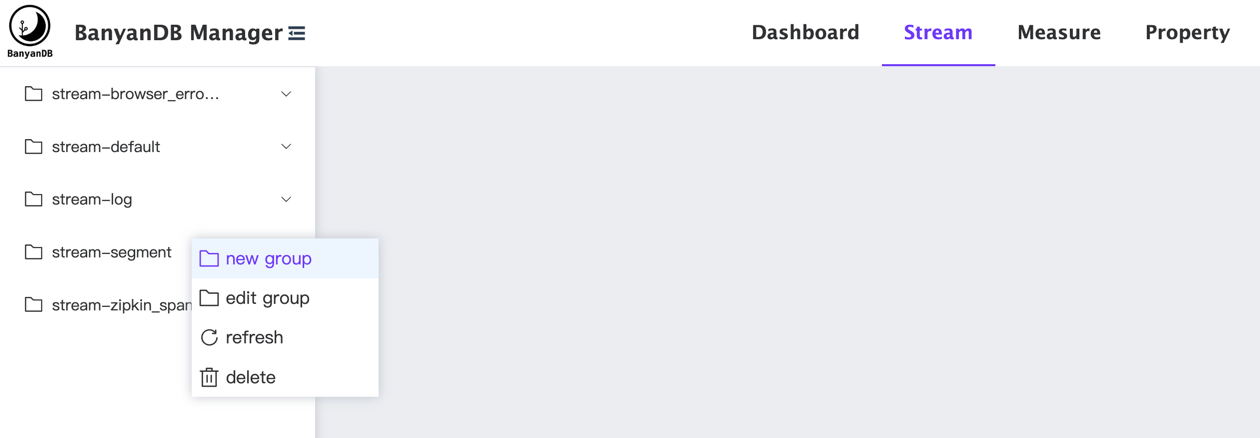 BanyanDB
BanyanDB Manager
Dashboard
Stream
Measure
Property
stream-browser_erro...
stream-default
stream-log
stream-segment
stream-zipkin_span
new group
edit group
refresh
delete